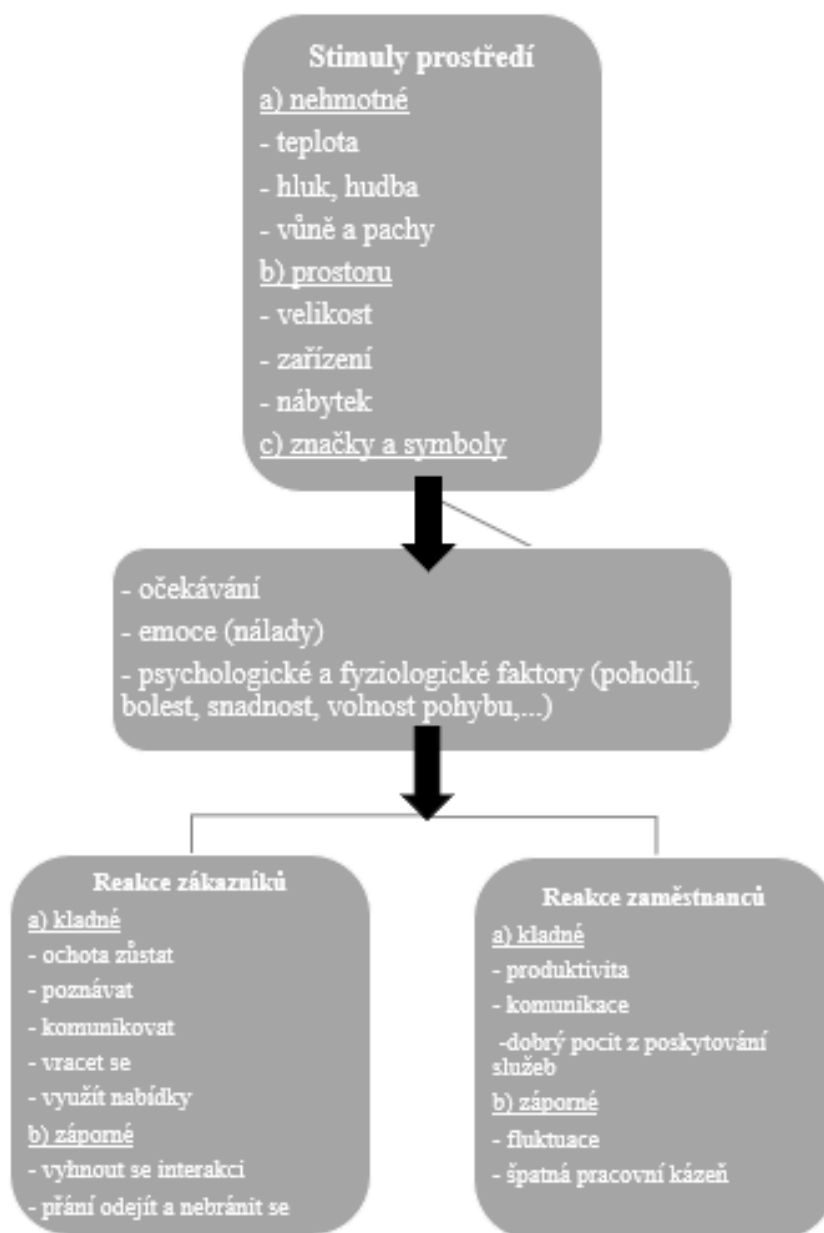 Stimuly prostředí
a) nehmotné
- teplota
- hluk, hudba
- vůně a pachy
b) prostoru
- velikost
- zařízení
- nábytek
c) značky a symboly
- očekávání
- emoce (nálady)
- psychologické a fyziologické faktory (pohodlí,
bolest, snadnost, volnost pohybu,...)
Reakce zákazníků
a) kladné
- ochota zůstat
- poznávat
- komunikovat
- vracet se
- využít nabídky
b) záporné
- vyhnout se interakci
- přání odejít a nebránit se
Reakce zaměstnanců
a) kladné
- produktivita
- komunikace
-dobrý pocit z poskytování
služeb
b) záporné
- fluktuace
- špatná pracovní kázeň